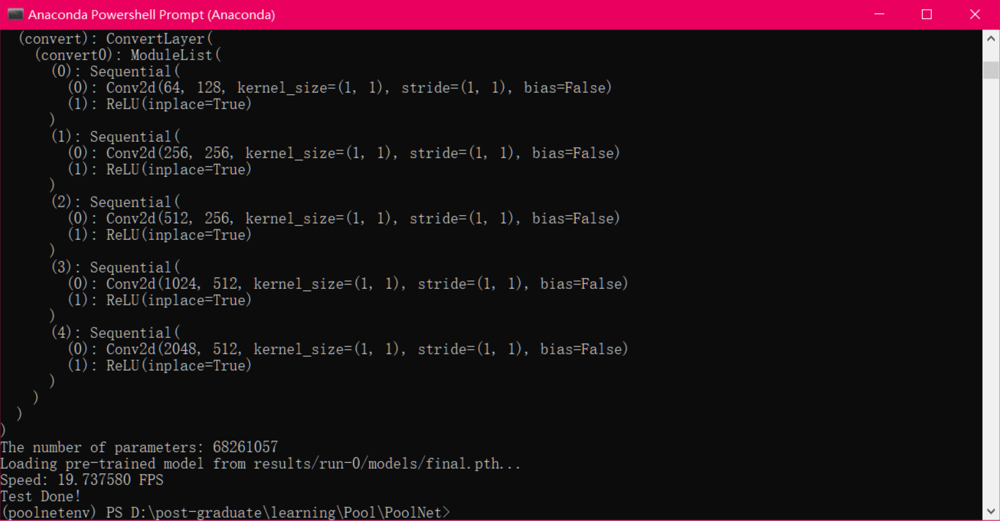 Anaconda Powershell Prompt (Anaconda)
(convert): ConvertLayer(
(convert0): ModuleList(
(0): Sequential(
(0): Conv2d(64, 128, kernel_size=(1, 1), stride=(1, 1), bias=False)
(1): ReLU(inplace=True)
)
(1): Sequential(
(0): Conv2d(256, 256, kernel_size=(1, 1), stride=(1, 1), bias=False)
(1): ReLU(inplace=True)
)
(2): Sequential(
(0): Conv2d(512, 256, kernel_size=(1, 1), stride=(1, 1), bias=False)
(1): ReLU(inplace=True)
)
(3): Sequential(
(0): Conv2d(1024, 512, kernel_size=(1, 1), stride=(1, 1), bias=False)
(1): ReLU(inplace=True)
)
(4): Sequential(
(0): Conv2d(2048, 512, kernel_size=(1, 1), stride=(1, 1), bias=False)
(1): ReLU(inplace=True)
)
)
)
)
The number of parameters: 68261057
Loading pre-trained model from results/run-0/models/final.pth...
Speed: 19.737580 FPS
Test Done!
(poolnetenv) PS D:\post-graduate\learning\Pool\PoolNet>